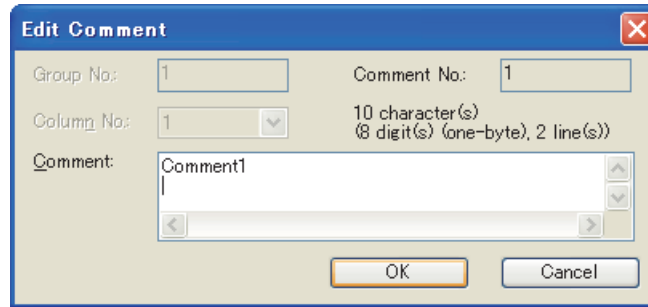 Edit Comment
Group No.: 1 Comment No.: 1
Column No.: 1 10 character(s)
(8 digit(s) (one-byte), 2 line(s))
Comment: Comment1
OK Cancel